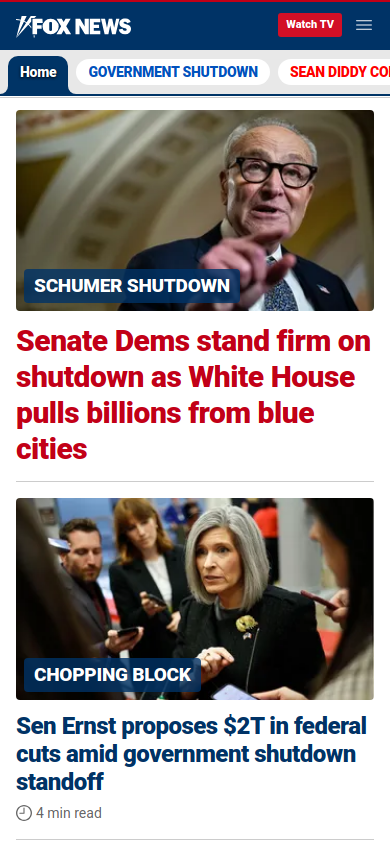 FOX NEWS
Watch TV
Home
GOVERNMENT SHUTDOWN
SEAN DIDDY
SCHUMER SHUTDOWN
Senate Dems stand firm on
shutdown as White House
pulls billions from blue
cities
CHOPPING BLOCK
Sen Ernst proposes $2T in federal
cuts amid government shutdown
standoff
4 min read